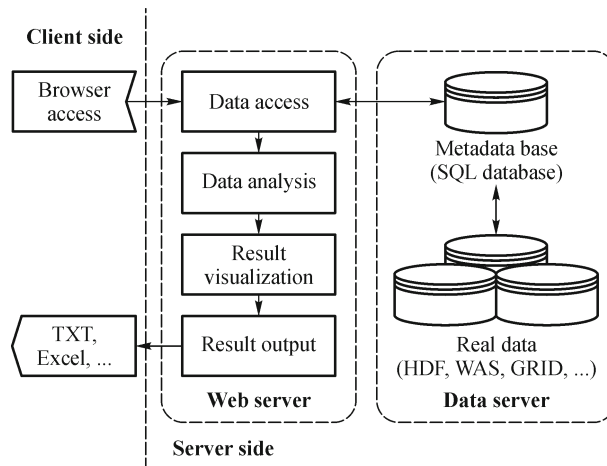 Client side
Browser
access
Data access
Data analysis
Result
visualization
Result output
TXT,
Excel, ...
Web server
Server side
Metadata base
(SQL database)
Real data
(HDF, WAS, GRID, ...)
Data server